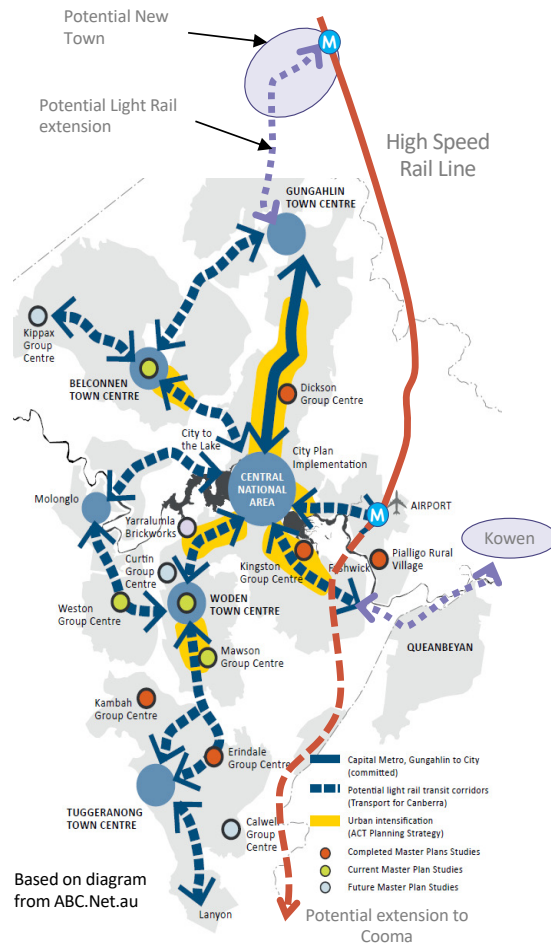 Potential New
Town
M
Potential Light Rail
extension
High Speed
Rail Line
GUNGAHLIN
TOWN CENTRE
Kippax
Group
Centre
BELCONNEN
TOWN CENTRE
Dickson
Group Centre
City to
the Lake
City Plan
Implementation
CENTRAL
NATIONAL
AREA
Molonglo
M
AIRPORT
Yarralumla
Brickworks
Kowen
Curtin
Group
Centre
Kingston
Group Centre
Fyshwick
Pialligo Rural
Village
Weston Group Centre
WODEN
TOWN CENTRE
QUEANBEYAN
Mawson
Group Centre
Kambah
Group Centre
Erindale
Group Centre
TUGGERANONG
TOWN CENTRE
Calwell
Group
Centre
Lanyon
Capital Metro, Gungahlin to City
(committed)
Potential light rail transit corridors
(Transport for Canberra)
Urban intensification
(ACT Planning Strategy)
Completed Master Plans Studies
Current Master Plan Studies
Future Master Plan Studies
Based on diagram
from ABC.Net.au
Potential extension to
Cooma